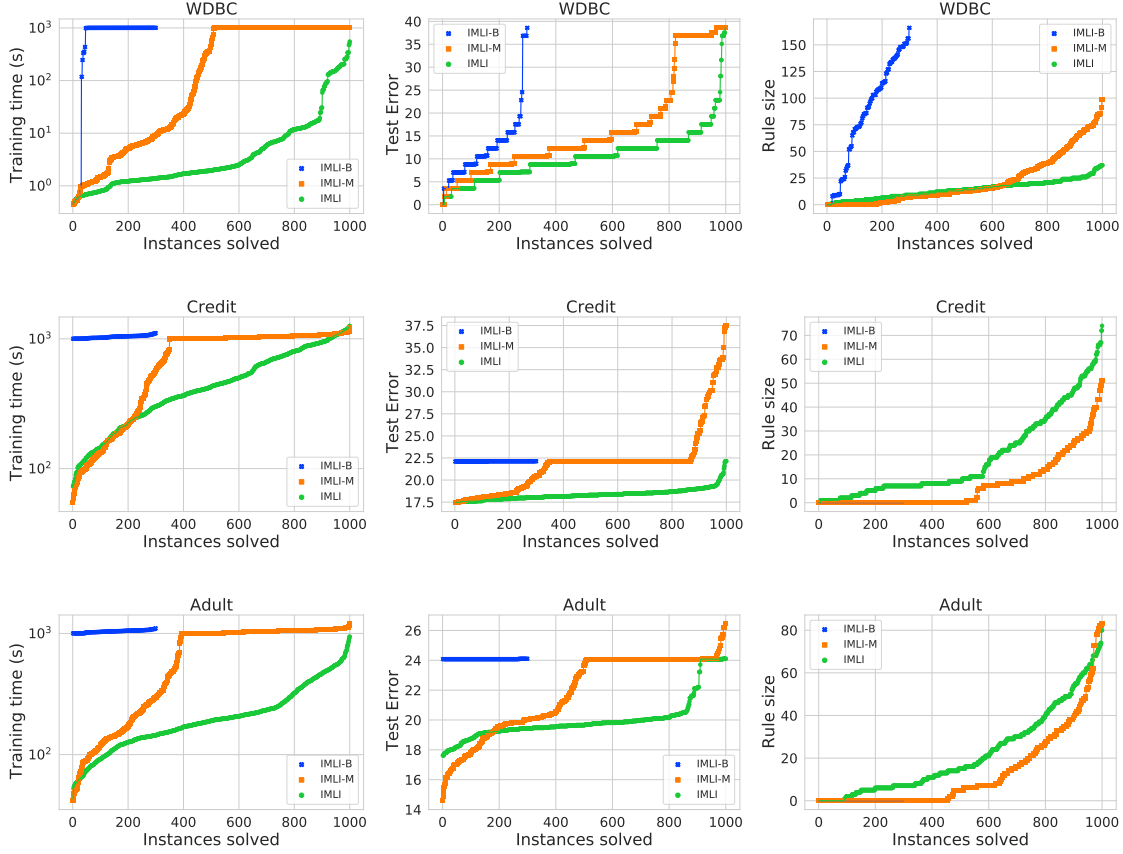 WDBC
Training time (s)
10³
10²
10¹
10⁰
IMLI-B
IMLI-M
IMLI
0 200 400 600 800 1000
Instances solved
WDBC
Test Error
40
35
30
25
20
15
10
5
0
IMLI-B
IMLI-M
IMLI
0 200 400 600 800 1000
Instances solved
WDBC
Rule size
150
125
100
75
50
25
0
IMLI-B
IMLI-M
IMLI
0 200 400 600 800 1000
Instances solved
Credit
Training time (s)
10³
10²
IMLI-B
IMLI-M
IMLI
0 200 400 600 800 1000
Instances solved
Credit
Test Error
37.5
35.0
32.5
30.0
27.5
25.0
22.5
20.0
17.5
IMLI-B
IMLI-M
IMLI
0 200 400 600 800 1000
Instances solved
Credit
Rule size
70
60
50
40
30
20
10
0
IMLI-B
IMLI-M
IMLI
0 200 400 600 800 1000
Instances solved
Adult
Training time (s)
10³
10²
IMLI-B
IMLI-M
IMLI
0 200 400 600 800 1000
Instances solved
Adult
Test Error
26
24
22
20
18
16
14
IMLI-B
IMLI-M
IMLI
0 200 400 600 800 1000
Instances solved
Adult
Rule size
80
60
40
20
0
IMLI-B
IMLI-M
IMLI
0 200 400 600 800 1000
Instances solved